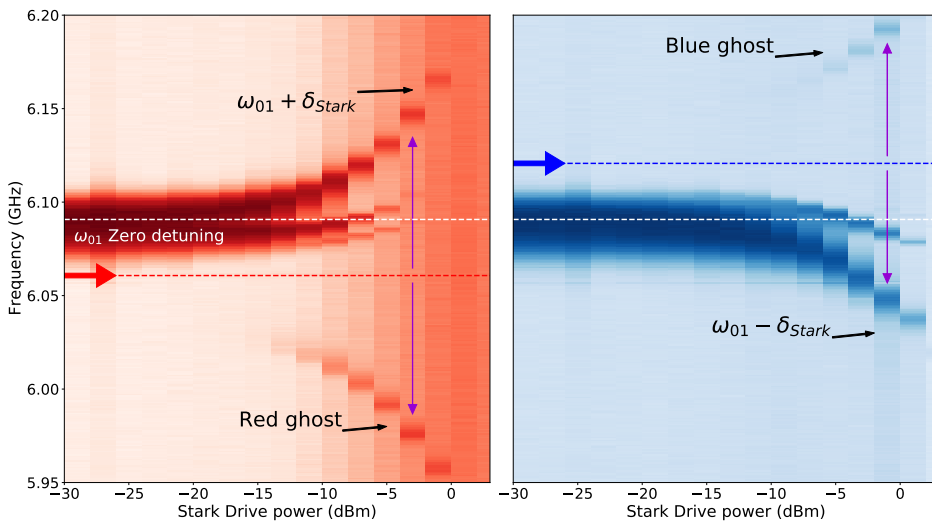 6.20
6.15
6.10
6.05
6.00
5.95
Frequency (GHz)
ω01 + δStark
ω01 Zero detuning
Red ghost
−30 −25 −20 −15 −10 −5 0
Stark Drive power (dBm)
Blue ghost
ω01 − δStark
−30 −25 −20 −15 −10 −5 0
Stark Drive power (dBm)